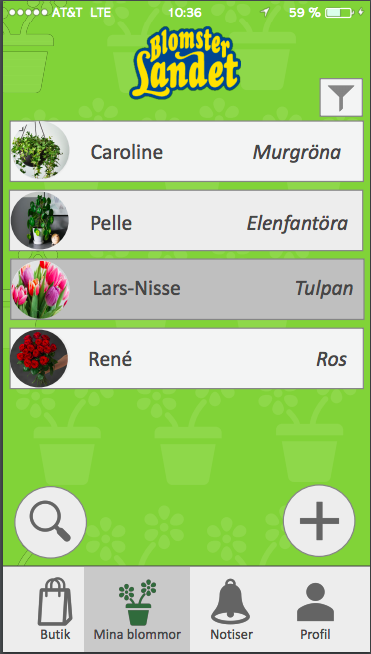 AT&T LTE 10:36 59 %
Blomster
Landet
Caroline Murgröna
Pelle Elenfantöra
Lars-Nisse Tulpan
René Ros
Butik Mina blommor Notiser Profil